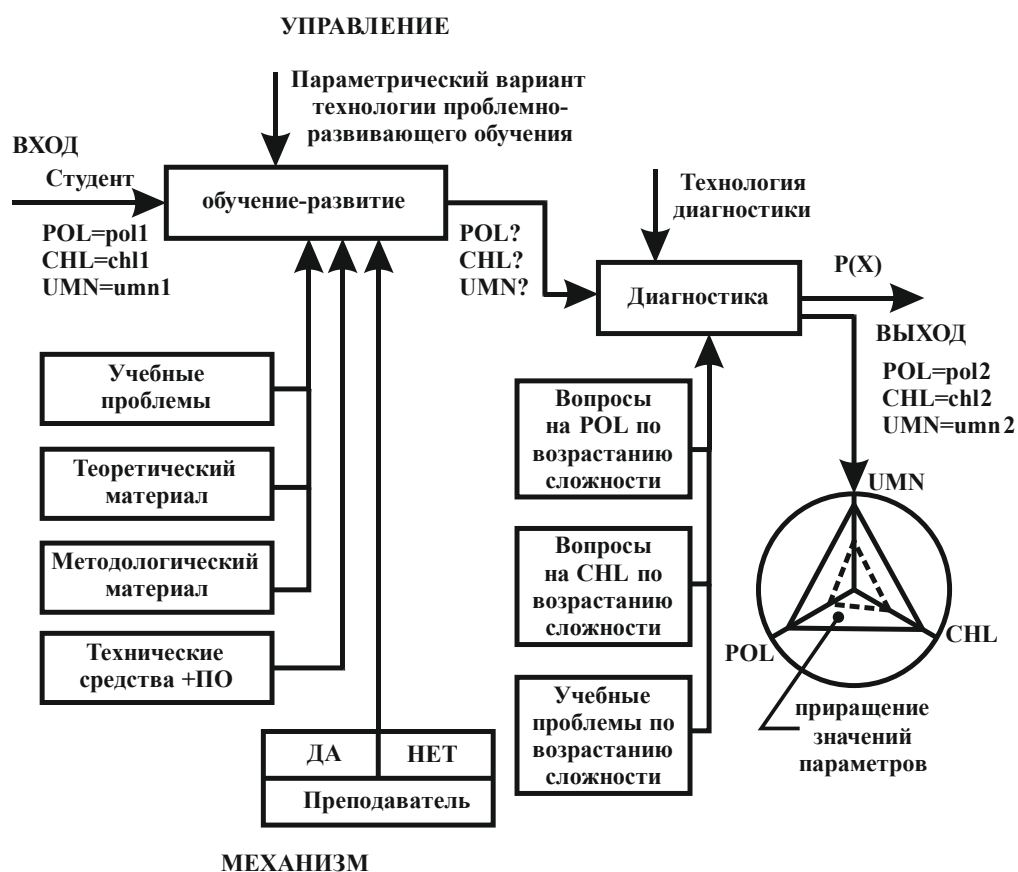 УПРАВЛЕНИЕ
Параметрический вариант
технологии проблемно-
развивающего обучения
ВХОД
Студент
обучение-развитие
POL=pol1
CHL=chl1
UMN=umn1
POL?
CHL?
UMN?
Технология
диагностики
Диагностика
P(X)
ВЫХОД
POL=pol2
CHL=chl2
UMN=umn2
Учебные
проблемы
Теоретический
материал
Методологический
материал
Технические
средства +ПО
Вопросы
на POL по
возрастанию
сложности
Вопросы
на CHL по
возрастанию
сложности
Учебные
проблемы по
возрастанию
сложности
UMN
POL
CHL
приращение
значений
параметров
ДА
НЕТ
Преподаватель
МЕХАНИЗМ